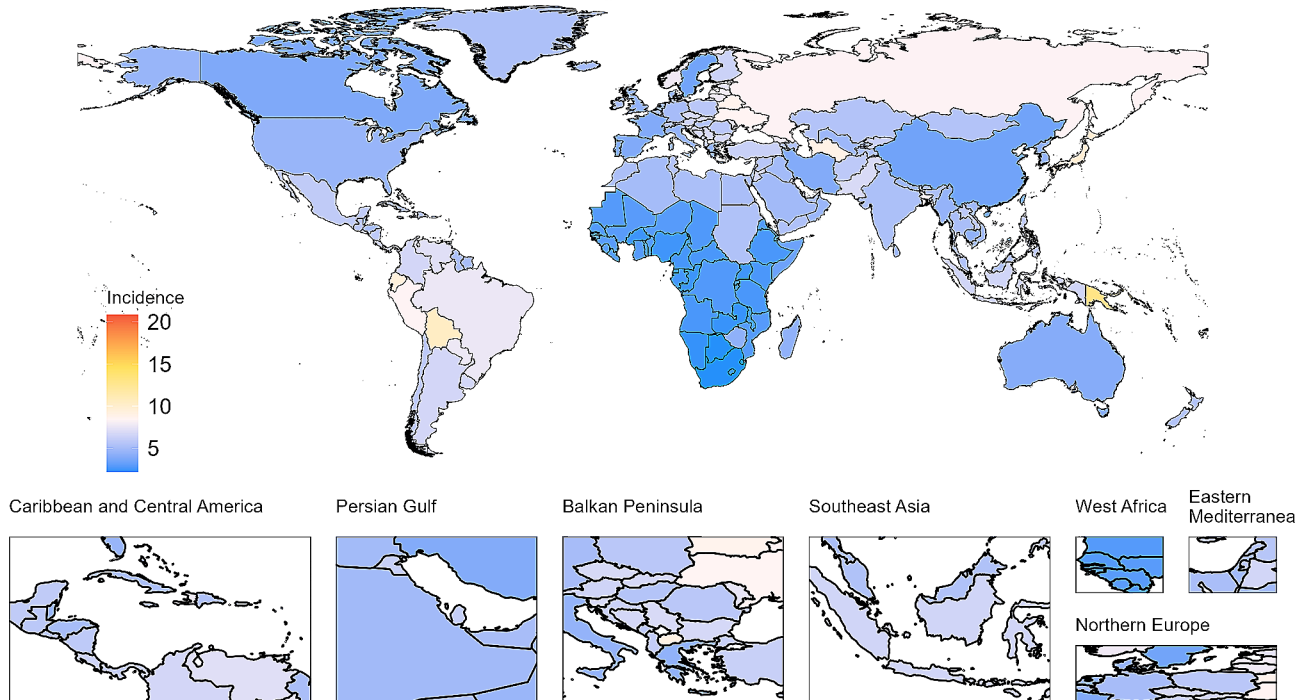 Incidence
20
15
10
5
Caribbean and Central America
Persian Gulf
Balkan Peninsula
Southeast Asia
West Africa
Eastern
Mediterranea
Northern Europe